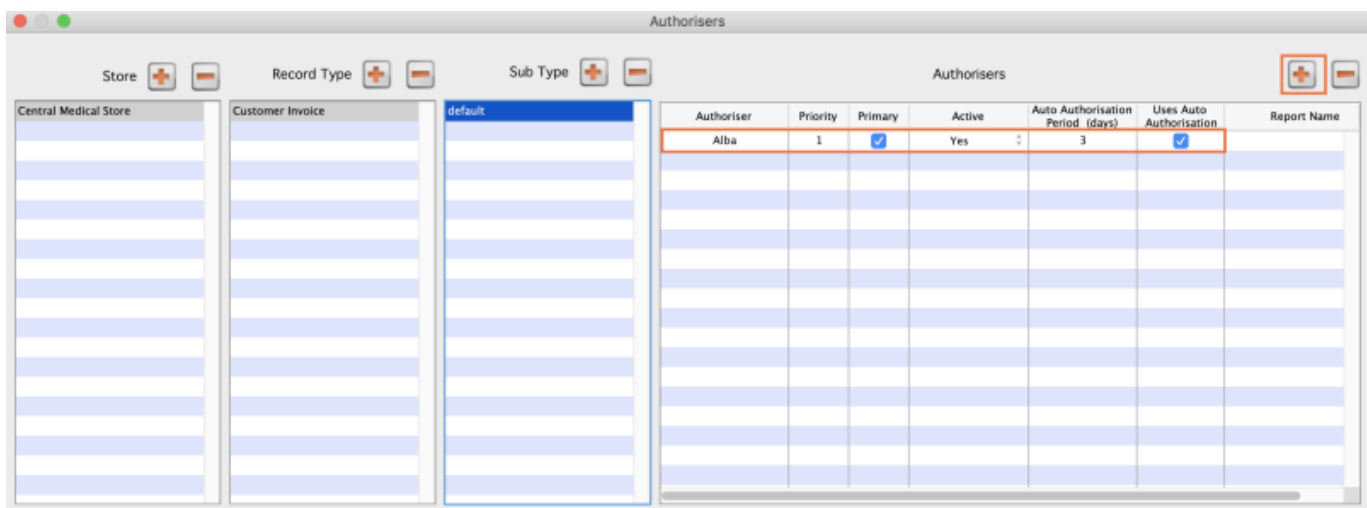 Authorisers
Store Record Type Sub Type Authorisers
Central Medical Store Customer Invoice default
Authoriser Priority Primary Active Auto Authorisation Period (days) Uses Auto Authorisation Report Name
Alba 1 Yes 3